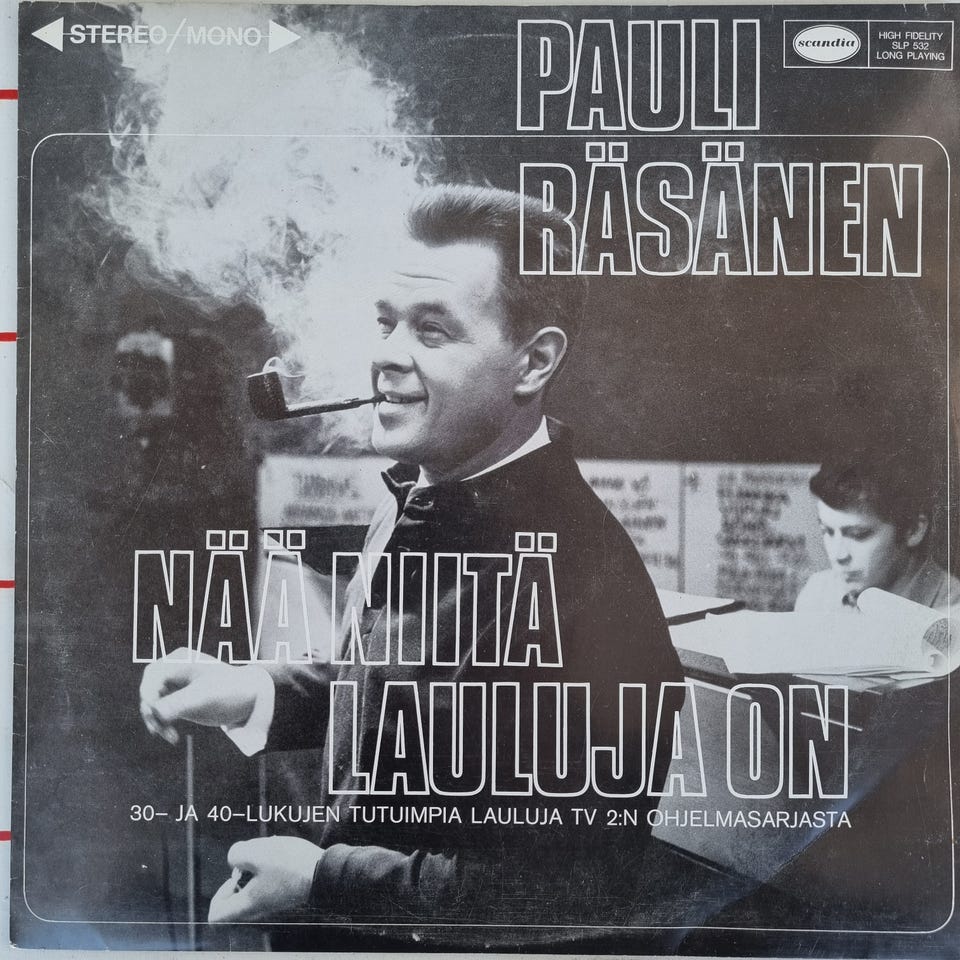 STEREO/MONO
PAULI
RÄSÄNEN
scandia
HIGH FIDELITY
SLP 532
LONG PLAYING
NÄÄ NIITÄ
LAULUJA ON
30- JA 40-LUKUJEN TUTUIMPIA LAULUJA TV 2:N OHJELMASARJASTA